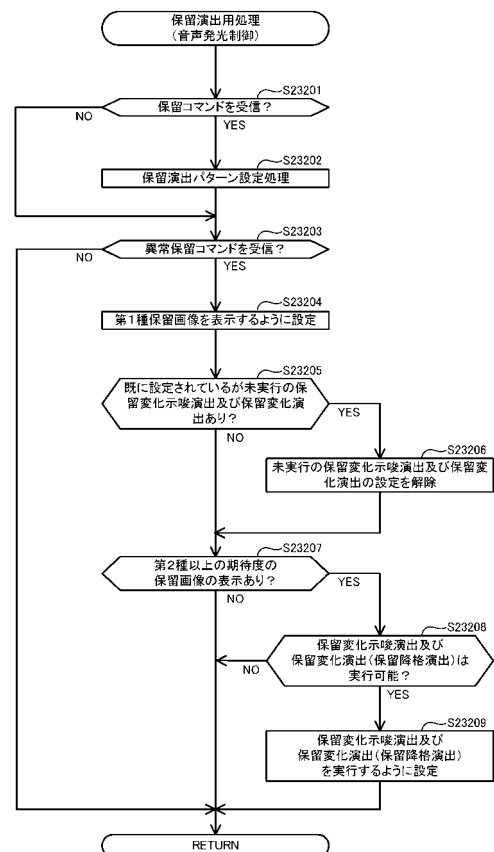 保留演出用処理
(音声発光制御)
S23201
保留コマンドを受信？
NO
YES
S23202
保留演出パターン設定処理
S23203
異常保留コマンドを受信？
NO
YES
S23204
第1種保留画像を表示するように設定
S23205
既に設定されているが未実行の保
留変化示唆演出及び保留変化演
出あり？
YES
NO
S23206
未実行の保留変化示唆演出及び保留変
化演出の設定を解除
S23207
第2種以上の期待度の
保留画像の表示あり？
YES
NO
S23208
保留変化示唆演出及び
保留変化演出(保留降格演出)は
実行可能？
NO
YES
S23209
保留変化示唆演出及び
保留変化演出(保留降格演出)
を実行するように設定
RETURN